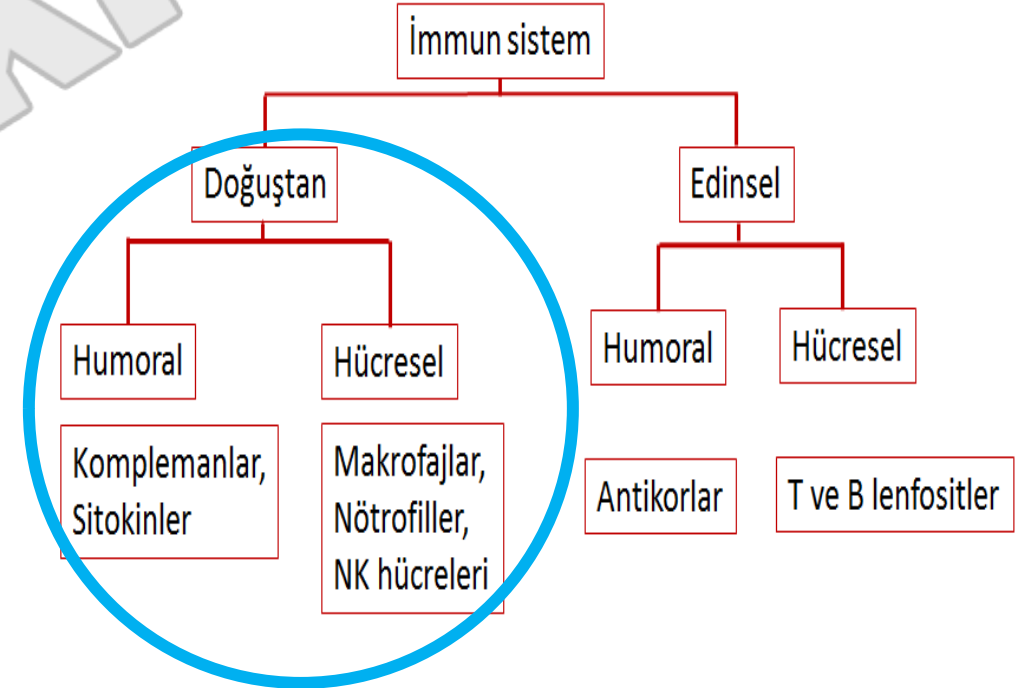 İmmun sistem
Doğuştan
Edinsel
Humoral
Hücresel
Humoral
Hücresel
Komplemanlar,
Sitokinler
Makrofajlar,
Nötrofiller,
NK hücreleri
Antikorlar
T ve B lenfositler